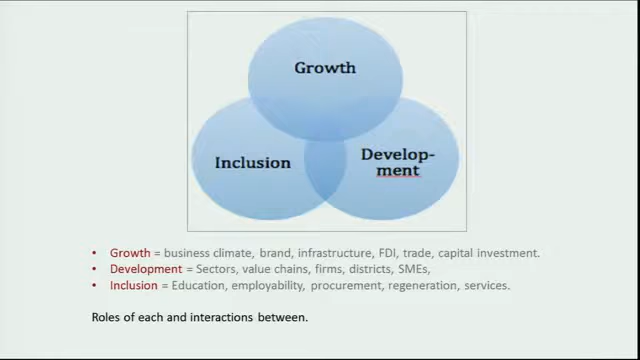 Growth
Inclusion
Develop-
ment
• Growth = business climate, brand, infrastructure, FDI, trade, capital investment.
• Development = Sectors, value chains, firms, districts, SMEs,
• Inclusion = Education, employability, procurement, regeneration, services.
Roles of each and interactions between.